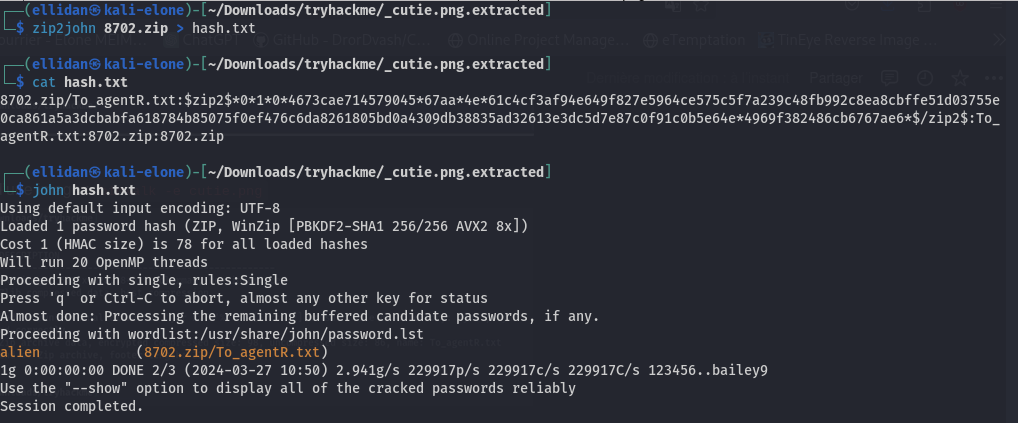 ┌──(ellidan㉿kali-elone)-[~/Downloads/tryhackme/_cutie.png.extracted]
└─$ zip2john 8702.zip > hash.txt
┌──(ellidan㉿kali-elone)-[~/Downloads/tryhackme/_cutie.png.extracted]
└─$ cat hash.txt
8702.zip/To_agentR.txt:$zip2$*0*1*0*4673cae714579045*67aa*4e*61c4cf3af94e649f827e5964ce575c5f7a239c48fb992c8ea8cbffe51d03755e
0ca861a5a3dcbabfa618784b85075f0ef476c6da8261805bd0a4309db38835ad32613e3dc5d7e87c0f91c0b5e64e*4969f382486cb6767ae6*$/zip2$:To_
agentR.txt:8702.zip:8702.zip
┌──(ellidan㉿kali-elone)-[~/Downloads/tryhackme/_cutie.png.extracted]
└─$ john hash.txt
Using default input encoding: UTF-8
Loaded 1 password hash (ZIP, WinZip [PBKDF2-SHA1 256/256 AVX2 8x])
Cost 1 (HMAC size) is 78 for all loaded hashes
Will run 20 OpenMP threads
Proceeding with single, rules:Single
Press 'q' or Ctrl-C to abort, almost any other key for status
Almost done: Processing the remaining buffered candidate passwords, if any.
Proceeding with wordlist:/usr/share/john/password.lst
alien            (8702.zip/To_agentR.txt)
1g 0:00:00:00 DONE 2/3 (2024-03-27 10:50) 2.941g/s 229917p/s 229917c/s 229917C/s 123456..bailey9
Use the "--show" option to display all of the cracked passwords reliably
Session completed.